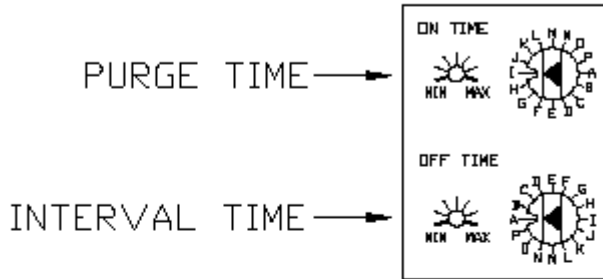 ON TIME
PURGE TIME
MIN MAX
A B C D E F G H I J K L M N O P
OFF TIME
INTERVAL TIME
MIN MAX
A B C D E F G H I J K L M N O P